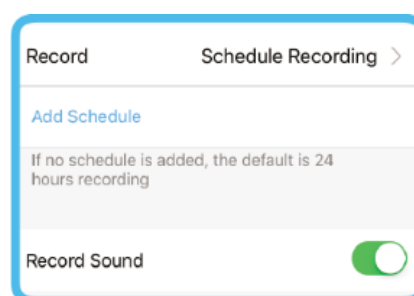 Record Schedule Recording >
Add Schedule
If no schedule is added, the default is 24
hours recording
Record Sound